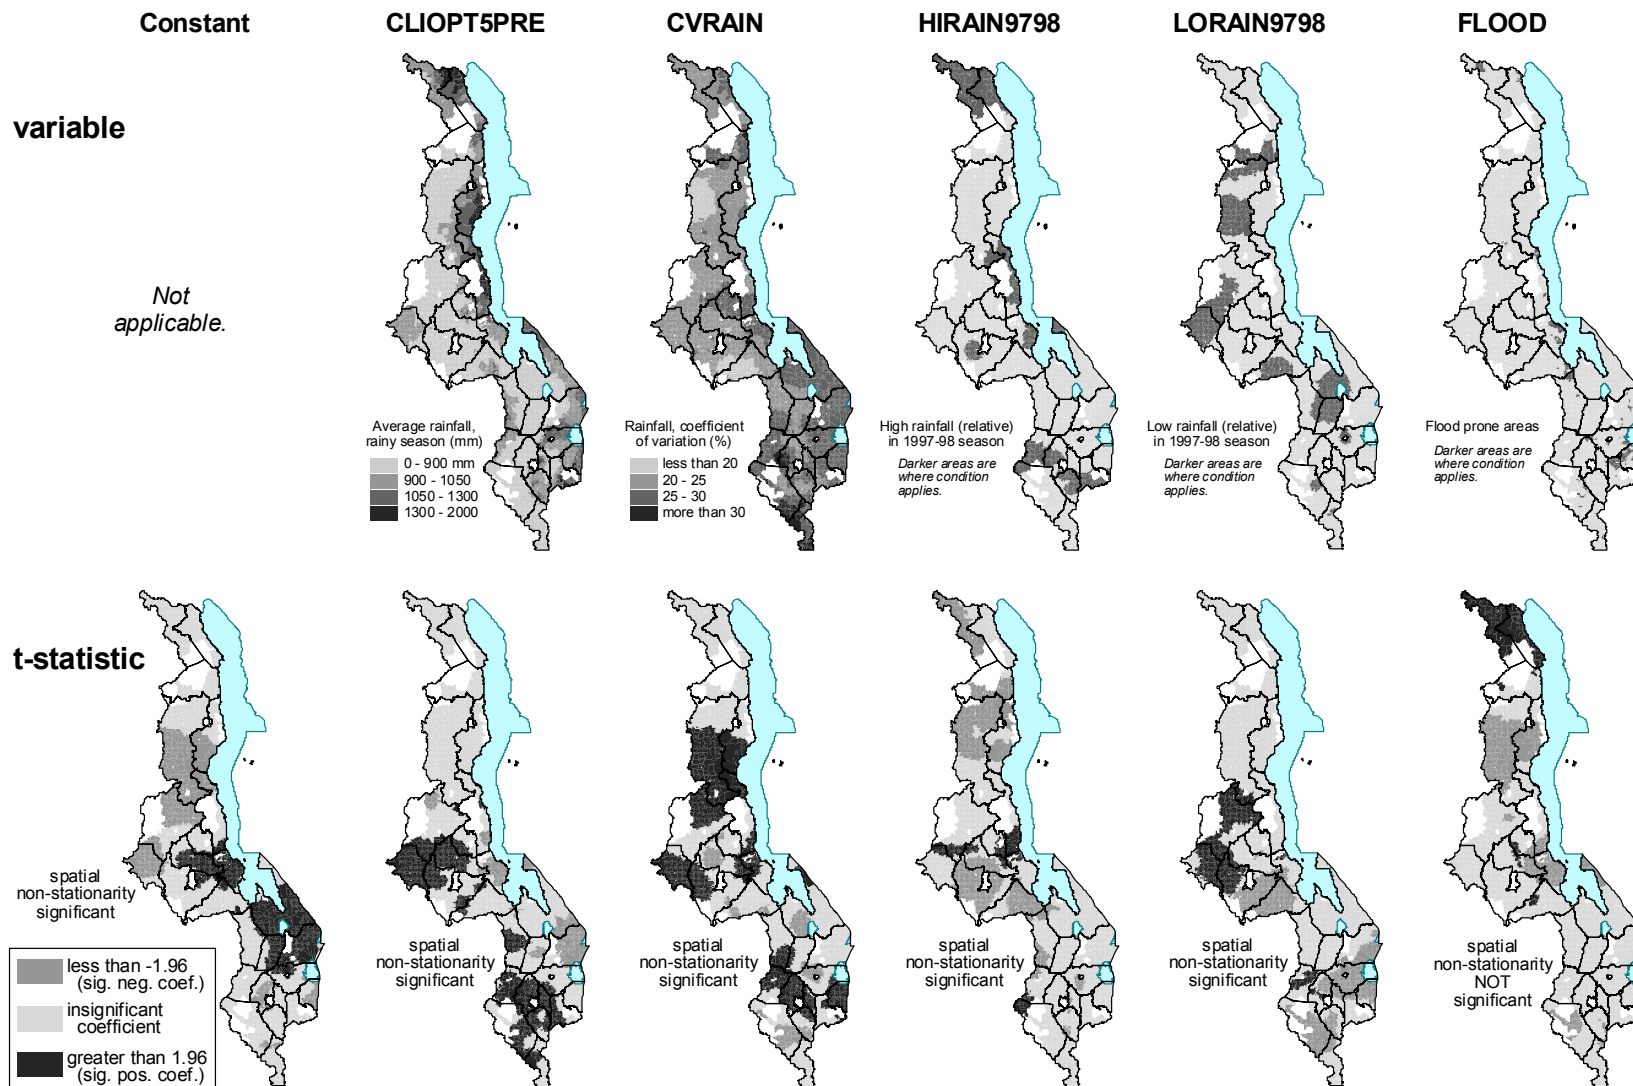 Constant
CLIOPT5PRE
CVRAIN
HIRAIN9798
LORAIN9798
FLOOD
variable
Not
applicable.
Average rainfall,
rainy season (mm)
0 - 900 mm
900 - 1050
1050 - 1300
1300 - 2000
Rainfall, coefficient
of variation (%)
less than 20
20 - 25
25 - 30
more than 30
High rainfall (relative)
in 1997-98 season
Darker areas are
where condition
applies.
Low rainfall (relative)
in 1997-98 season
Darker areas are
where condition
applies.
Flood prone areas
Darker areas are
where condition
applies.
t-statistic
spatial
non-stationarity
significant
spatial
non-stationarity
significant
spatial
non-stationarity
significant
spatial
non-stationarity
significant
spatial
non-stationarity
significant
spatial
non-stationarity
NOT
significant
less than -1.96
(sig. neg. coef.)
insignificant
coefficient
greater than 1.96
(sig. pos. coef.)